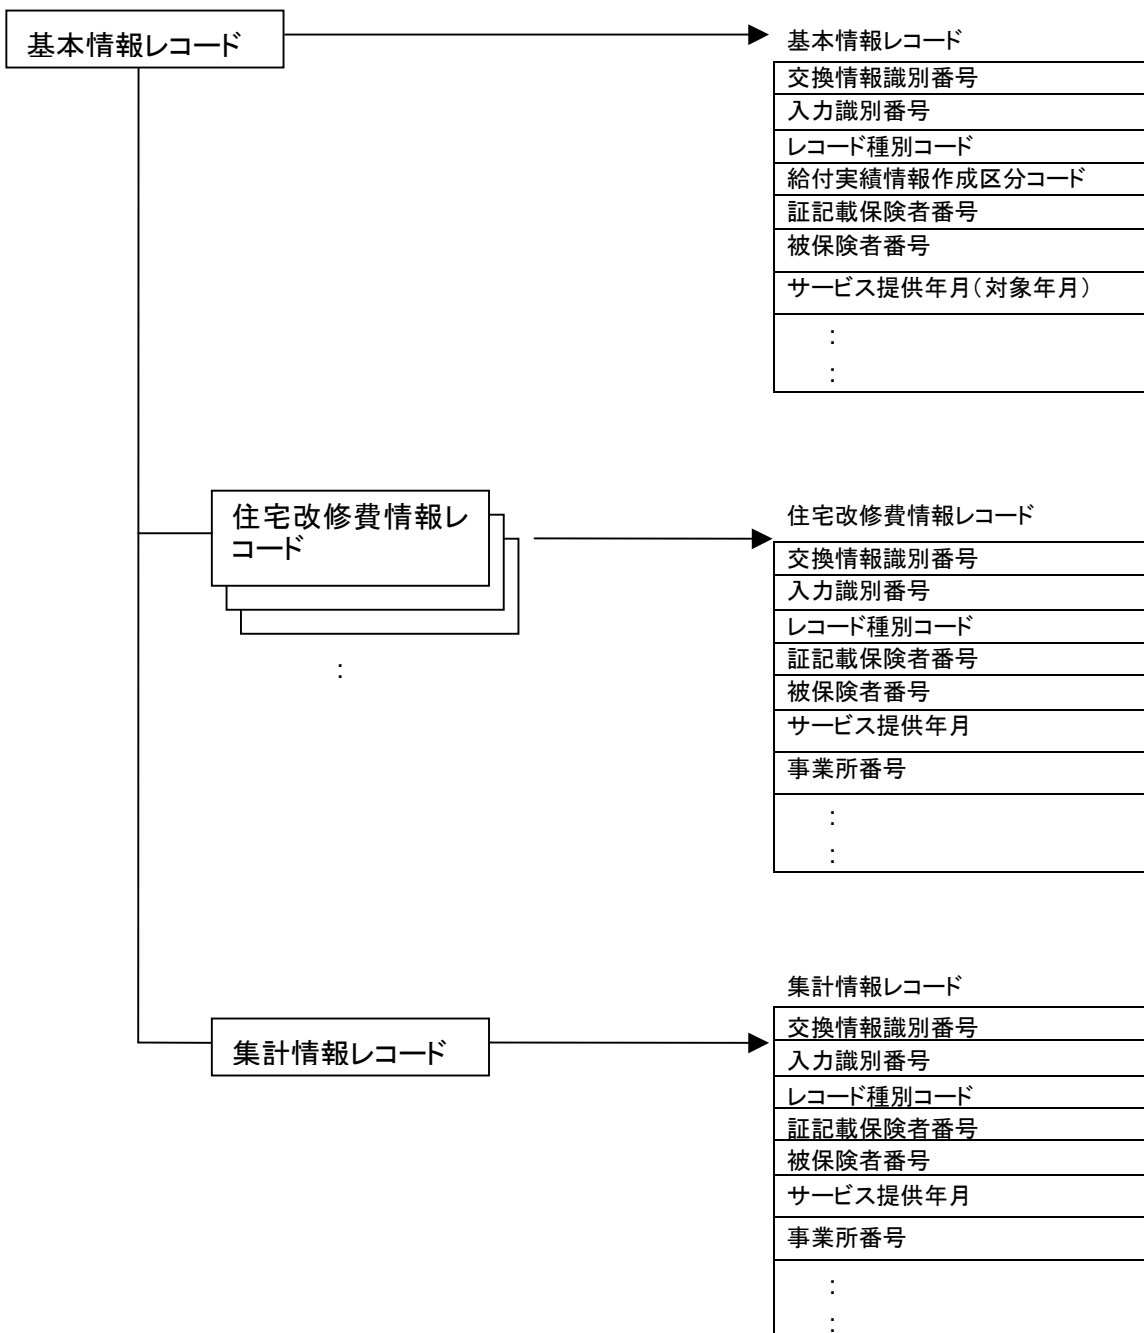 基本情報レコード
基本情報レコード
交換情報識別番号
入力識別番号
レコード種別コード
給付実績情報作成区分コード
証記載保険者番号
被保険者番号
サービス提供年月(対象年月)
:
:
住宅改修費情報レ
コード
:
住宅改修費情報レコード
交換情報識別番号
入力識別番号
レコード種別コード
証記載保険者番号
被保険者番号
サービス提供年月
事業所番号
:
:
集計情報レコード
集計情報レコード
交換情報識別番号
入力識別番号
レコード種別コード
証記載保険者番号
被保険者番号
サービス提供年月
事業所番号
:
: